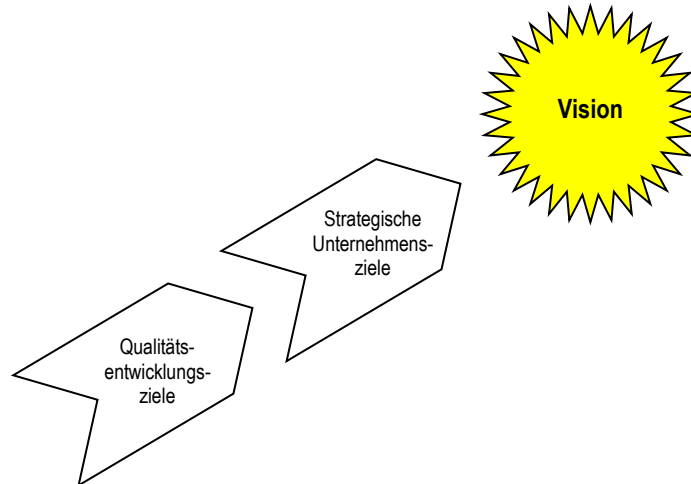 Vision
Strategische
Unternehmens-
ziele
Qualitäts-
entwicklungs-
ziele